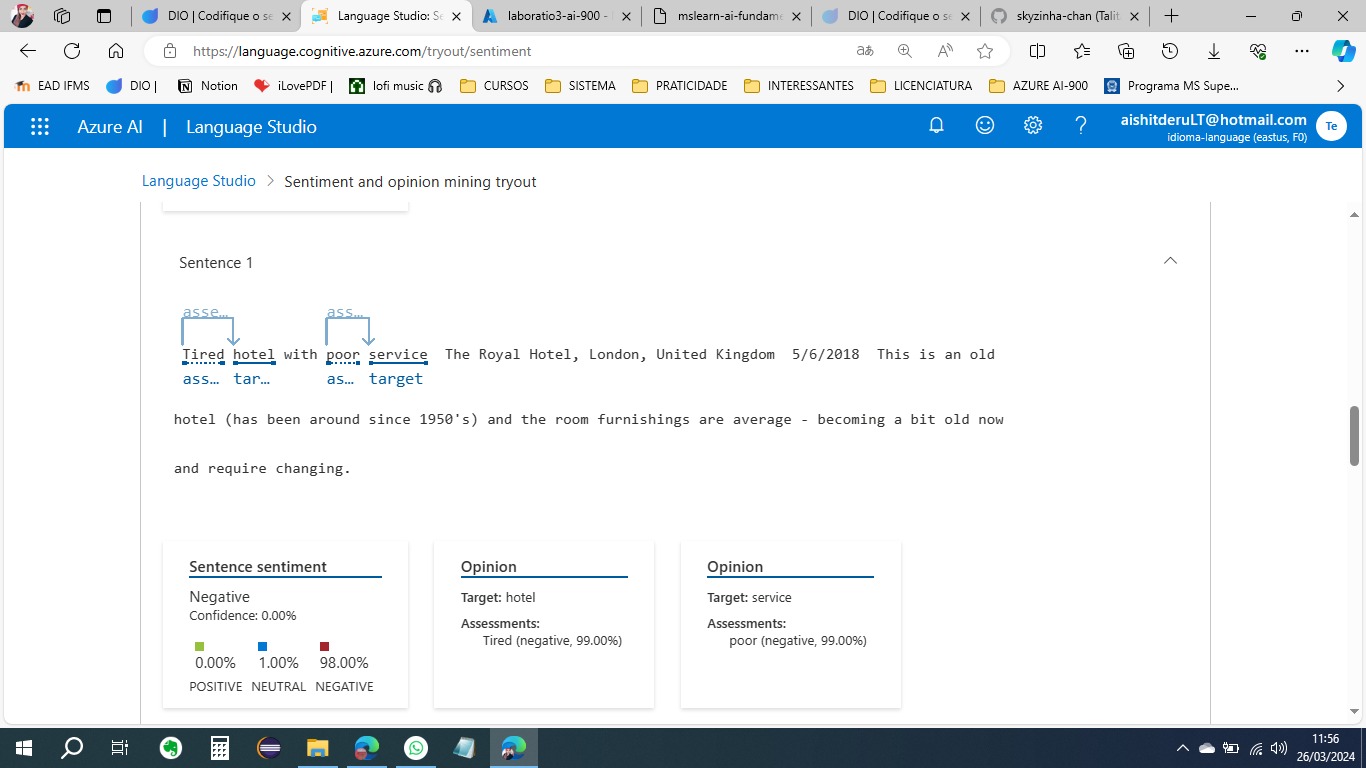 DIO | Codifique o se
Language Studio: Se
laboratio3-ai-900 -
mslearn-ai-fundame
DIO | Codifique o se
skyzinha-chan (Talit
https://language.cognitive.azure.com/tryout/sentiment
EAD IFMS
DIO |
Notion
iLovePDF |
lofi music
CURSOS
SISTEMA
PRATICIDADE
INTERESSANTES
LICENCIATURA
AZURE AI-900
Programa MS Supe...
Azure AI | Language Studio
aishitderuLT@hotmail.com
idioma-language (eastus, F0)
Te
Language Studio > Sentiment and opinion mining tryout
Sentence 1
asse… ass…
Tired hotel with poor service The Royal Hotel, London, United Kingdom 5/6/2018 This is an old
ass… tar… as… target
hotel (has been around since 1950's) and the room furnishings are average - becoming a bit old now
and require changing.
Sentence sentiment
Negative
Confidence: 0.00%
0.00% 1.00% 98.00%
POSITIVE NEUTRAL NEGATIVE
Opinion
Target: hotel
Assessments:
Tired (negative, 99.00%)
Opinion
Target: service
Assessments:
poor (negative, 99.00%)
11:56
26/03/2024